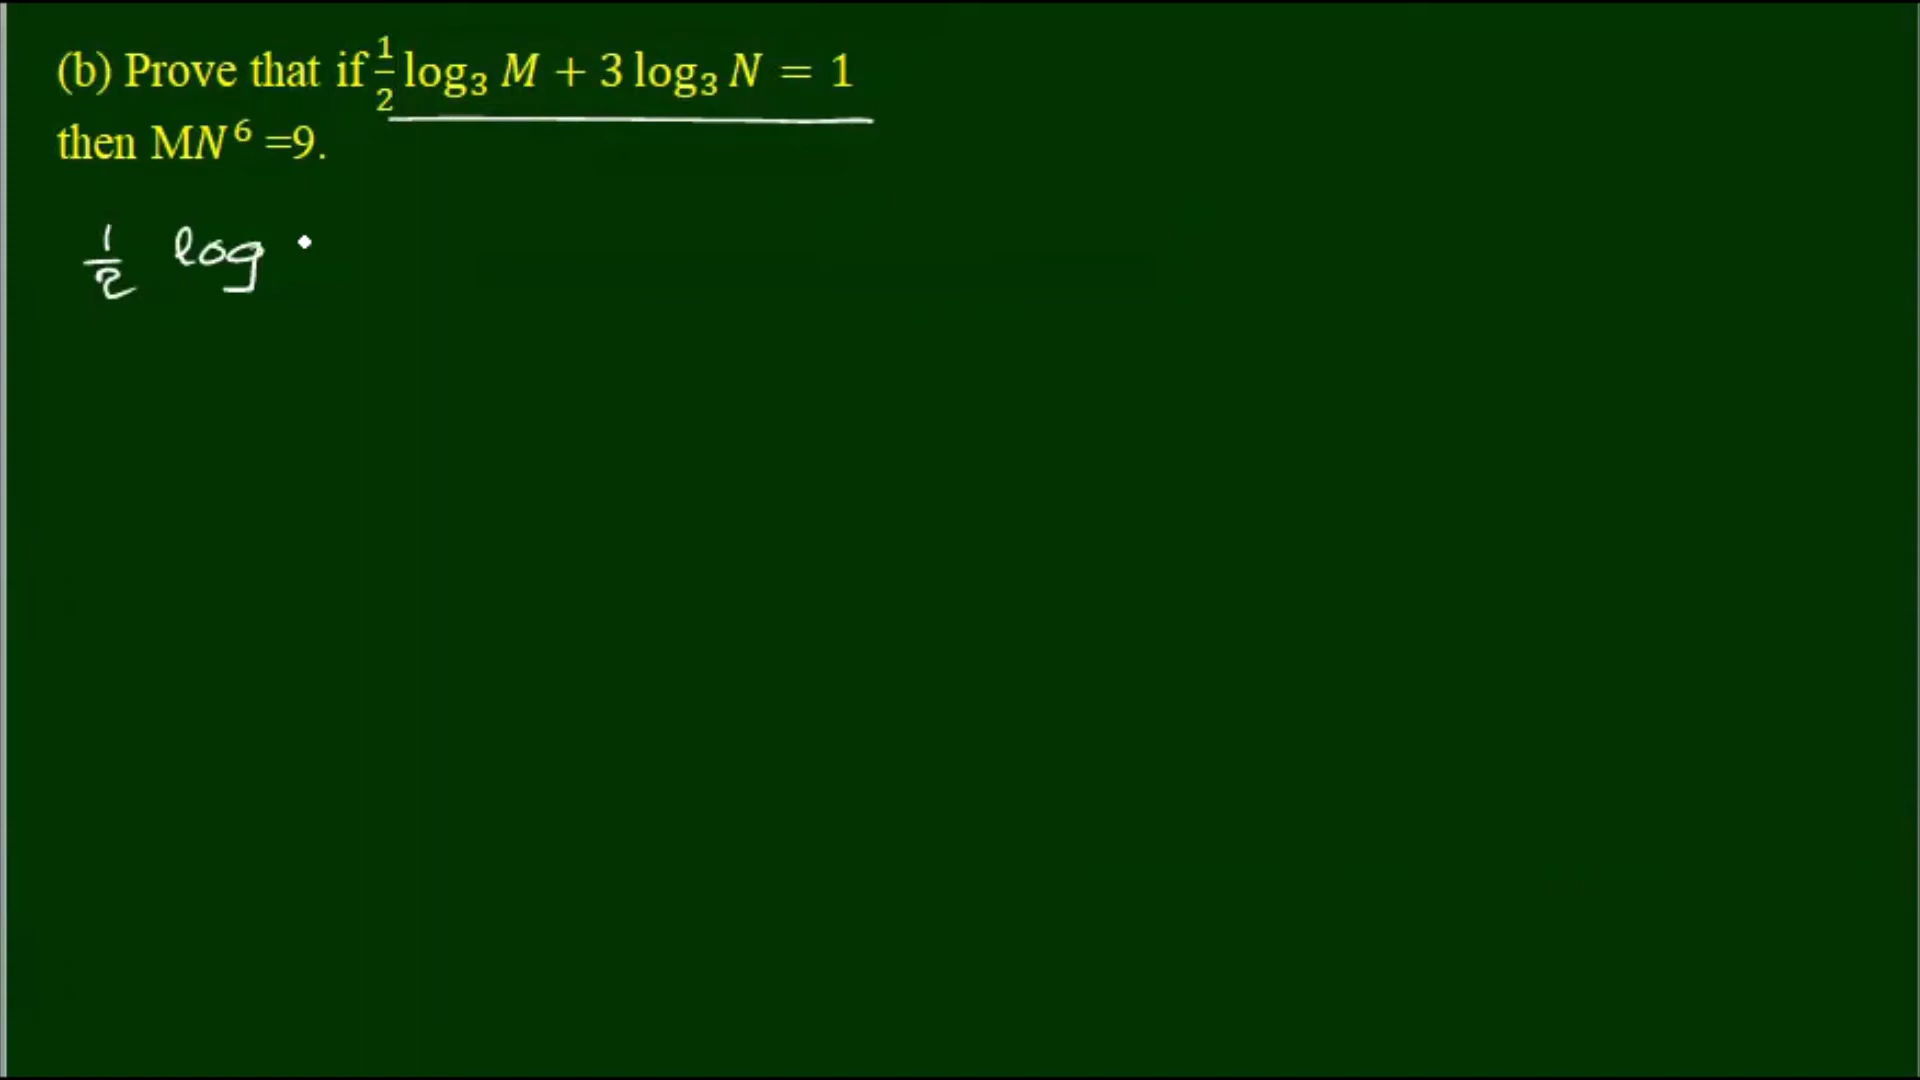 (b) Prove that if ½ log₃ M + 3 log₃ N = 1
then MN⁶ =9.
½ log